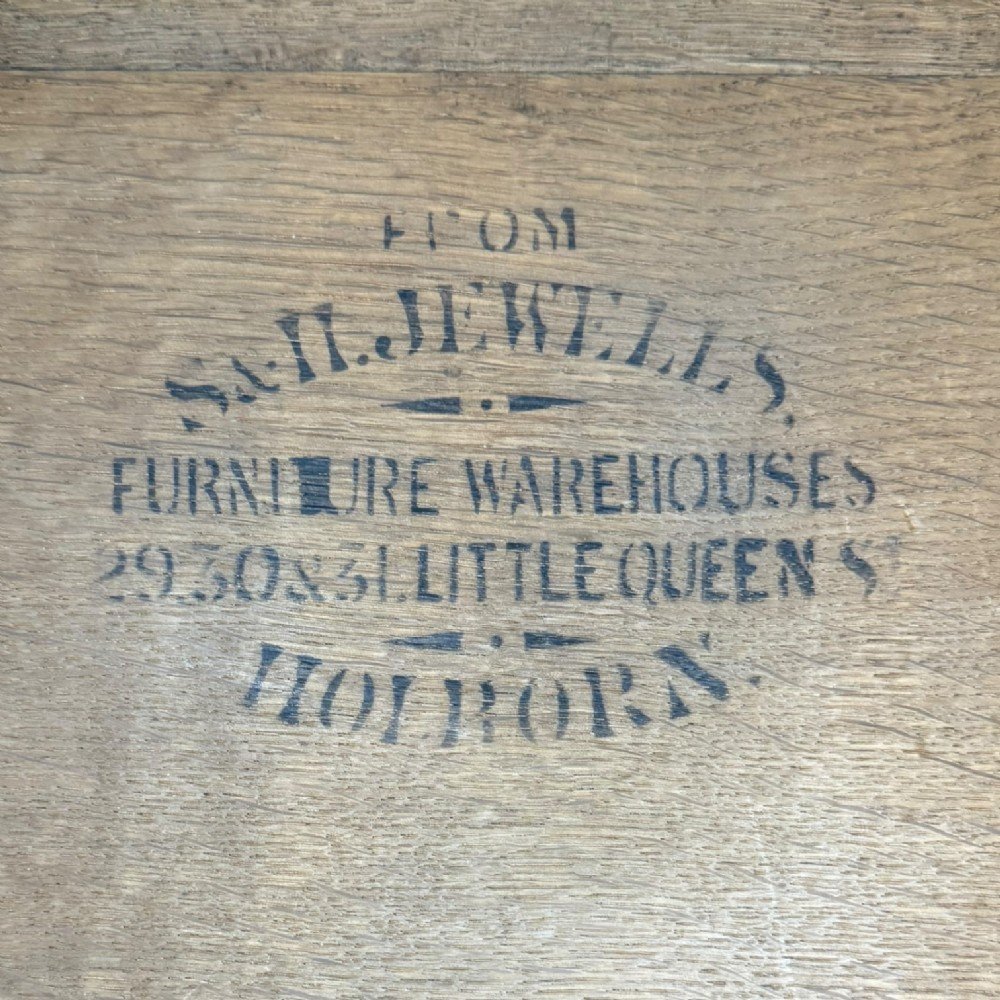 FROM
S & H. JEWELL'S.
FURNITURE WAREHOUSES
29.30 & 31. LITTLE QUEEN ST
HOLBORN.